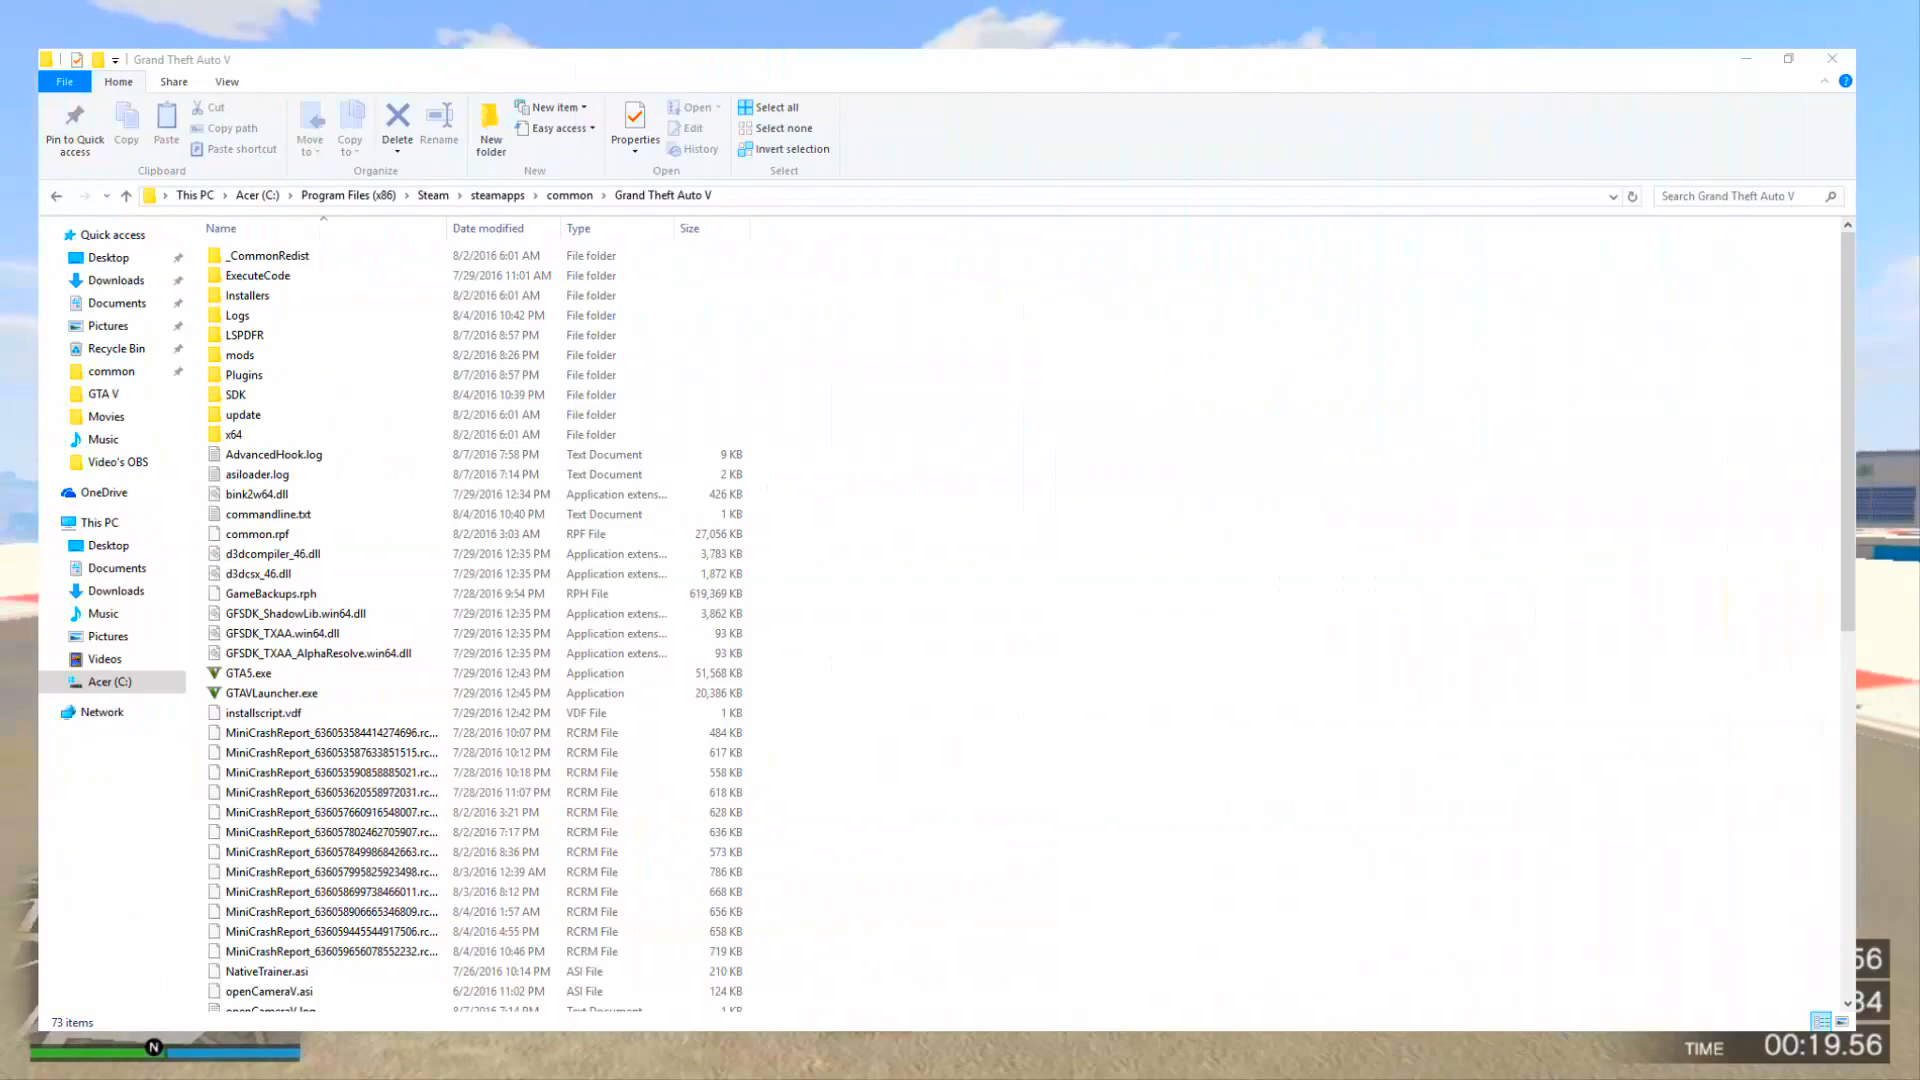 Grand Theft Auto V
File Home Share View
Pin to Quick access
Copy
Paste
Cut
Copy path
Paste shortcut
Clipboard
Move to
Copy to
Delete
Rename
Organize
New folder
New item
Easy access
New
Properties
Open
Edit
History
Open
Select all
Select none
Invert selection
Select
This PC > Acer (C:) > Program Files (x86) > Steam > steamapps > common > Grand Theft Auto V
Search Grand Theft Auto V
Quick access
Desktop
Downloads
Documents
Pictures
Recycle Bin
common
GTA V
Movies
Music
Video's OBS
OneDrive
This PC
Desktop
Documents
Downloads
Music
Pictures
Videos
Acer (C:)
Network
Name Date modified Type Size
_CommonRedist 8/2/2016 6:01 AM File folder
ExecuteCode 7/29/2016 11:01 AM File folder
Installers 8/2/2016 6:01 AM File folder
Logs 8/4/2016 10:42 PM File folder
LSPDFR 8/7/2016 8:57 PM File folder
mods 8/2/2016 8:26 PM File folder
Plugins 8/7/2016 8:57 PM File folder
SDK 8/4/2016 10:39 PM File folder
update 8/2/2016 6:01 AM File folder
x64 8/2/2016 6:01 AM File folder
AdvancedHook.log 8/7/2016 7:58 PM Text Document 9 KB
asiloader.log 8/7/2016 7:14 PM Text Document 2 KB
bink2w64.dll 7/29/2016 12:34 PM Application extens... 426 KB
commandline.txt 8/4/2016 10:40 PM Text Document 1 KB
common.rpf 8/2/2016 3:03 AM RPF File 27,056 KB
d3dcompiler_46.dll 7/29/2016 12:35 PM Application extens... 3,783 KB
d3dcsx_46.dll 7/29/2016 12:35 PM Application extens... 1,872 KB
GameBackups.rph 7/28/2016 9:54 PM RPH File 619,369 KB
GFSDK_ShadowLib.win64.dll 7/29/2016 12:35 PM Application extens... 3,862 KB
GFSDK_TXAA.win64.dll 7/29/2016 12:35 PM Application extens... 93 KB
GFSDK_TXAA_AlphaResolve.win64.dll 7/29/2016 12:35 PM Application extens... 93 KB
GTA5.exe 7/29/2016 12:43 PM Application 51,568 KB
GTAVLauncher.exe 7/29/2016 12:45 PM Application 20,386 KB
installscript.vdf 7/29/2016 12:42 PM VDF File 1 KB
MiniCrashReport_636053584414274696.rc... 7/28/2016 10:07 PM RCRM File 484 KB
MiniCrashReport_636053587633851515.rc... 7/28/2016 10:12 PM RCRM File 617 KB
MiniCrashReport_636053590858885021.rc... 7/28/2016 10:18 PM RCRM File 558 KB
MiniCrashReport_636053620558972031.rc... 7/28/2016 11:07 PM RCRM File 618 KB
MiniCrashReport_636057660916548007.rc... 8/2/2016 3:21 PM RCRM File 628 KB
MiniCrashReport_636057802462705907.rc... 8/2/2016 7:17 PM RCRM File 636 KB
MiniCrashReport_636057849986842663.rc... 8/2/2016 8:36 PM RCRM File 573 KB
MiniCrashReport_636057995825923498.rc... 8/3/2016 12:39 AM RCRM File 786 KB
MiniCrashReport_636058699738466011.rc... 8/3/2016 8:12 PM RCRM File 668 KB
MiniCrashReport_636058906665346809.rc... 8/4/2016 1:57 AM RCRM File 656 KB
MiniCrashReport_636059445544917506.rc... 8/4/2016 4:55 PM RCRM File 658 KB
MiniCrashReport_636059656078552232.rc... 8/4/2016 10:46 PM RCRM File 719 KB
NativeTrainer.asi 7/26/2016 10:14 PM ASI File 210 KB
openCameraV.asi 6/2/2016 11:02 PM ASI File 124 KB
openCameraV.log 8/7/2016 7:14 PM Text Document 1 KB
73 items
N
56
34
TIME 00:19.56